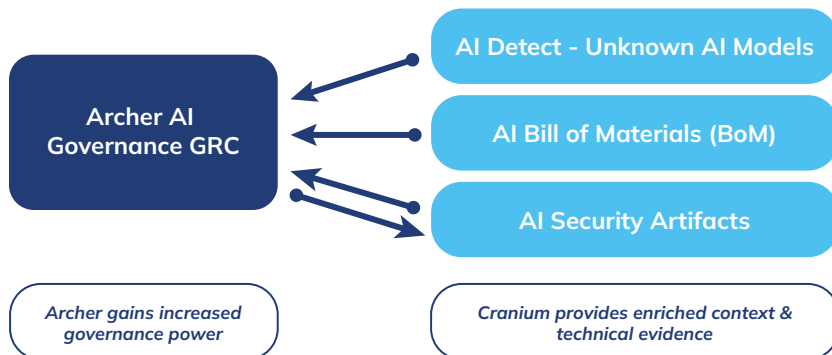 Archer AI
Governance GRC
AI Detect - Unknown AI Models
AI Bill of Materials (BoM)
AI Security Artifacts
Archer gains increased
governance power
Cranium provides enriched context &
technical evidence